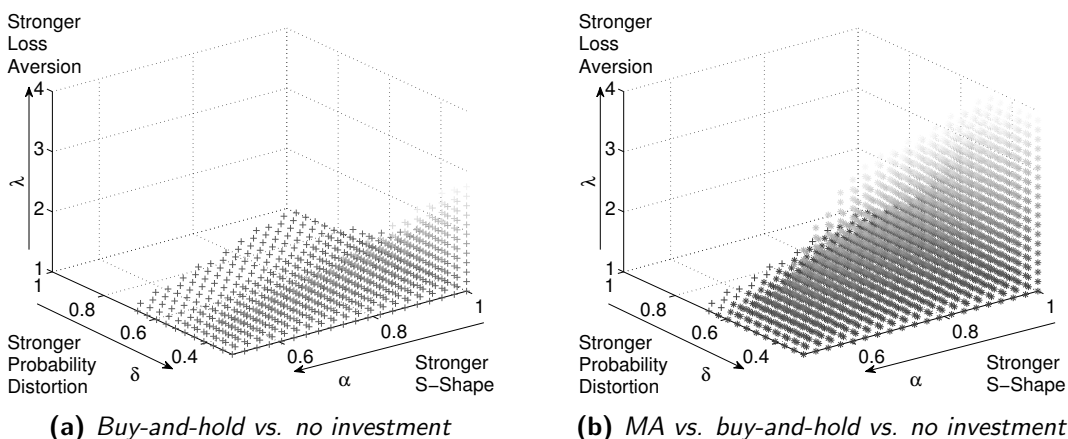 Stronger
Loss
Aversion
4
3
2
1
λ
1
0.8
0.6
0.4
δ
Stronger
Probability
Distortion
0.6
0.8
1
α
Stronger
S−Shape
(a) Buy-and-hold vs. no investment
Stronger
Loss
Aversion
4
3
2
1
λ
1
0.8
0.6
0.4
δ
Stronger
Probability
Distortion
0.6
0.8
1
α
Stronger
S−Shape
(b) MA vs. buy-and-hold vs. no investment